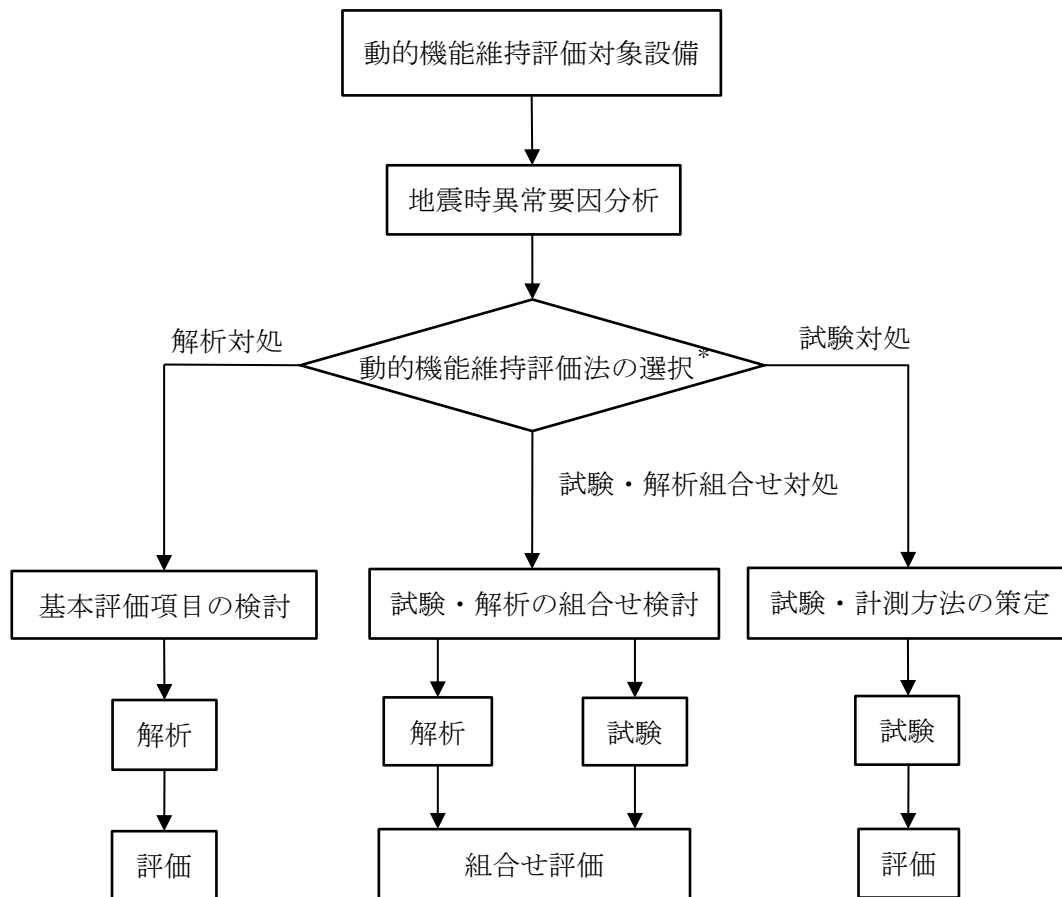 動的機能維持評価対象設備
地震時異常要因分析
解析対処
試験対処
動的機能維持評価法の選択*
試験・解析組合せ対処
基本評価項目の検討
試験・解析の組合せ検討
試験・計測方法の策定
解析
解析
試験
試験
評価
組合せ評価
評価